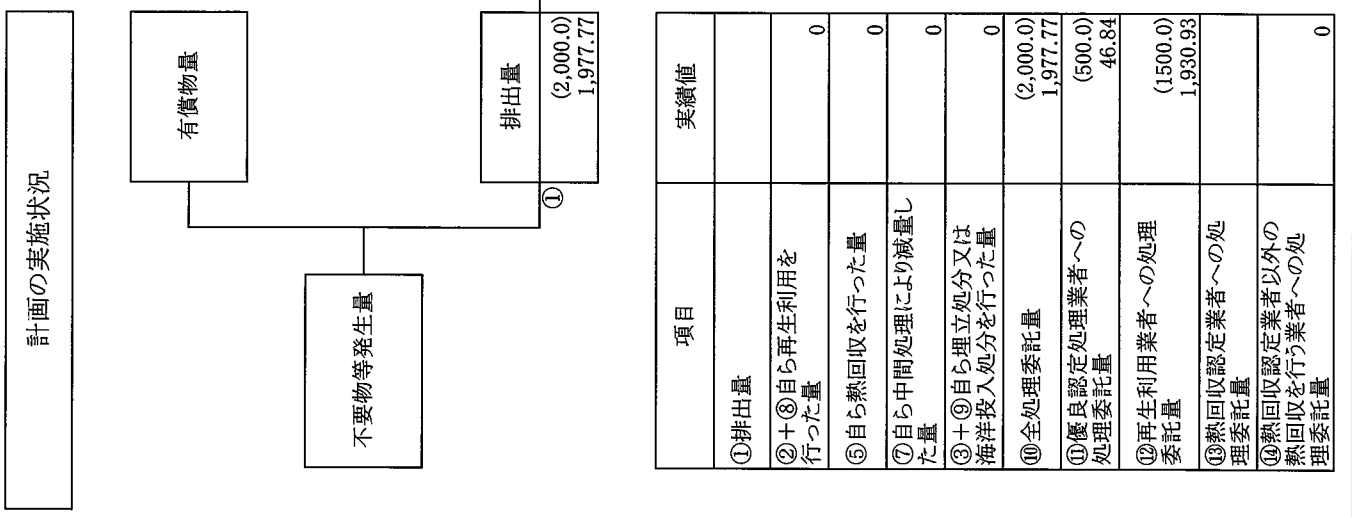 計画の実施状況
有償物量
不要物等発生量
排出量
(2,000.0)
1,977.77
①
項目
実績値
①排出量
②+⑧自ら再生利用を
行った量
0
⑤自ら熱回収を行った量
0
⑦自ら中間処理により減量し
た量
0
③+⑨自ら埋立処分又は
海洋投入処分を行った量
0
⑩全処理委託量
(2,000.0)
1,977.77
⑪優良認定処理業者への
処理委託量
(500.0)
46.84
⑫再生利用業者への処理
委託量
(1500.0)
1,930.93
⑬熱回収認定業者への処
理委託量
⑭熱回収認定業者以外の
熱回収を行う業者への処
理委託量
0